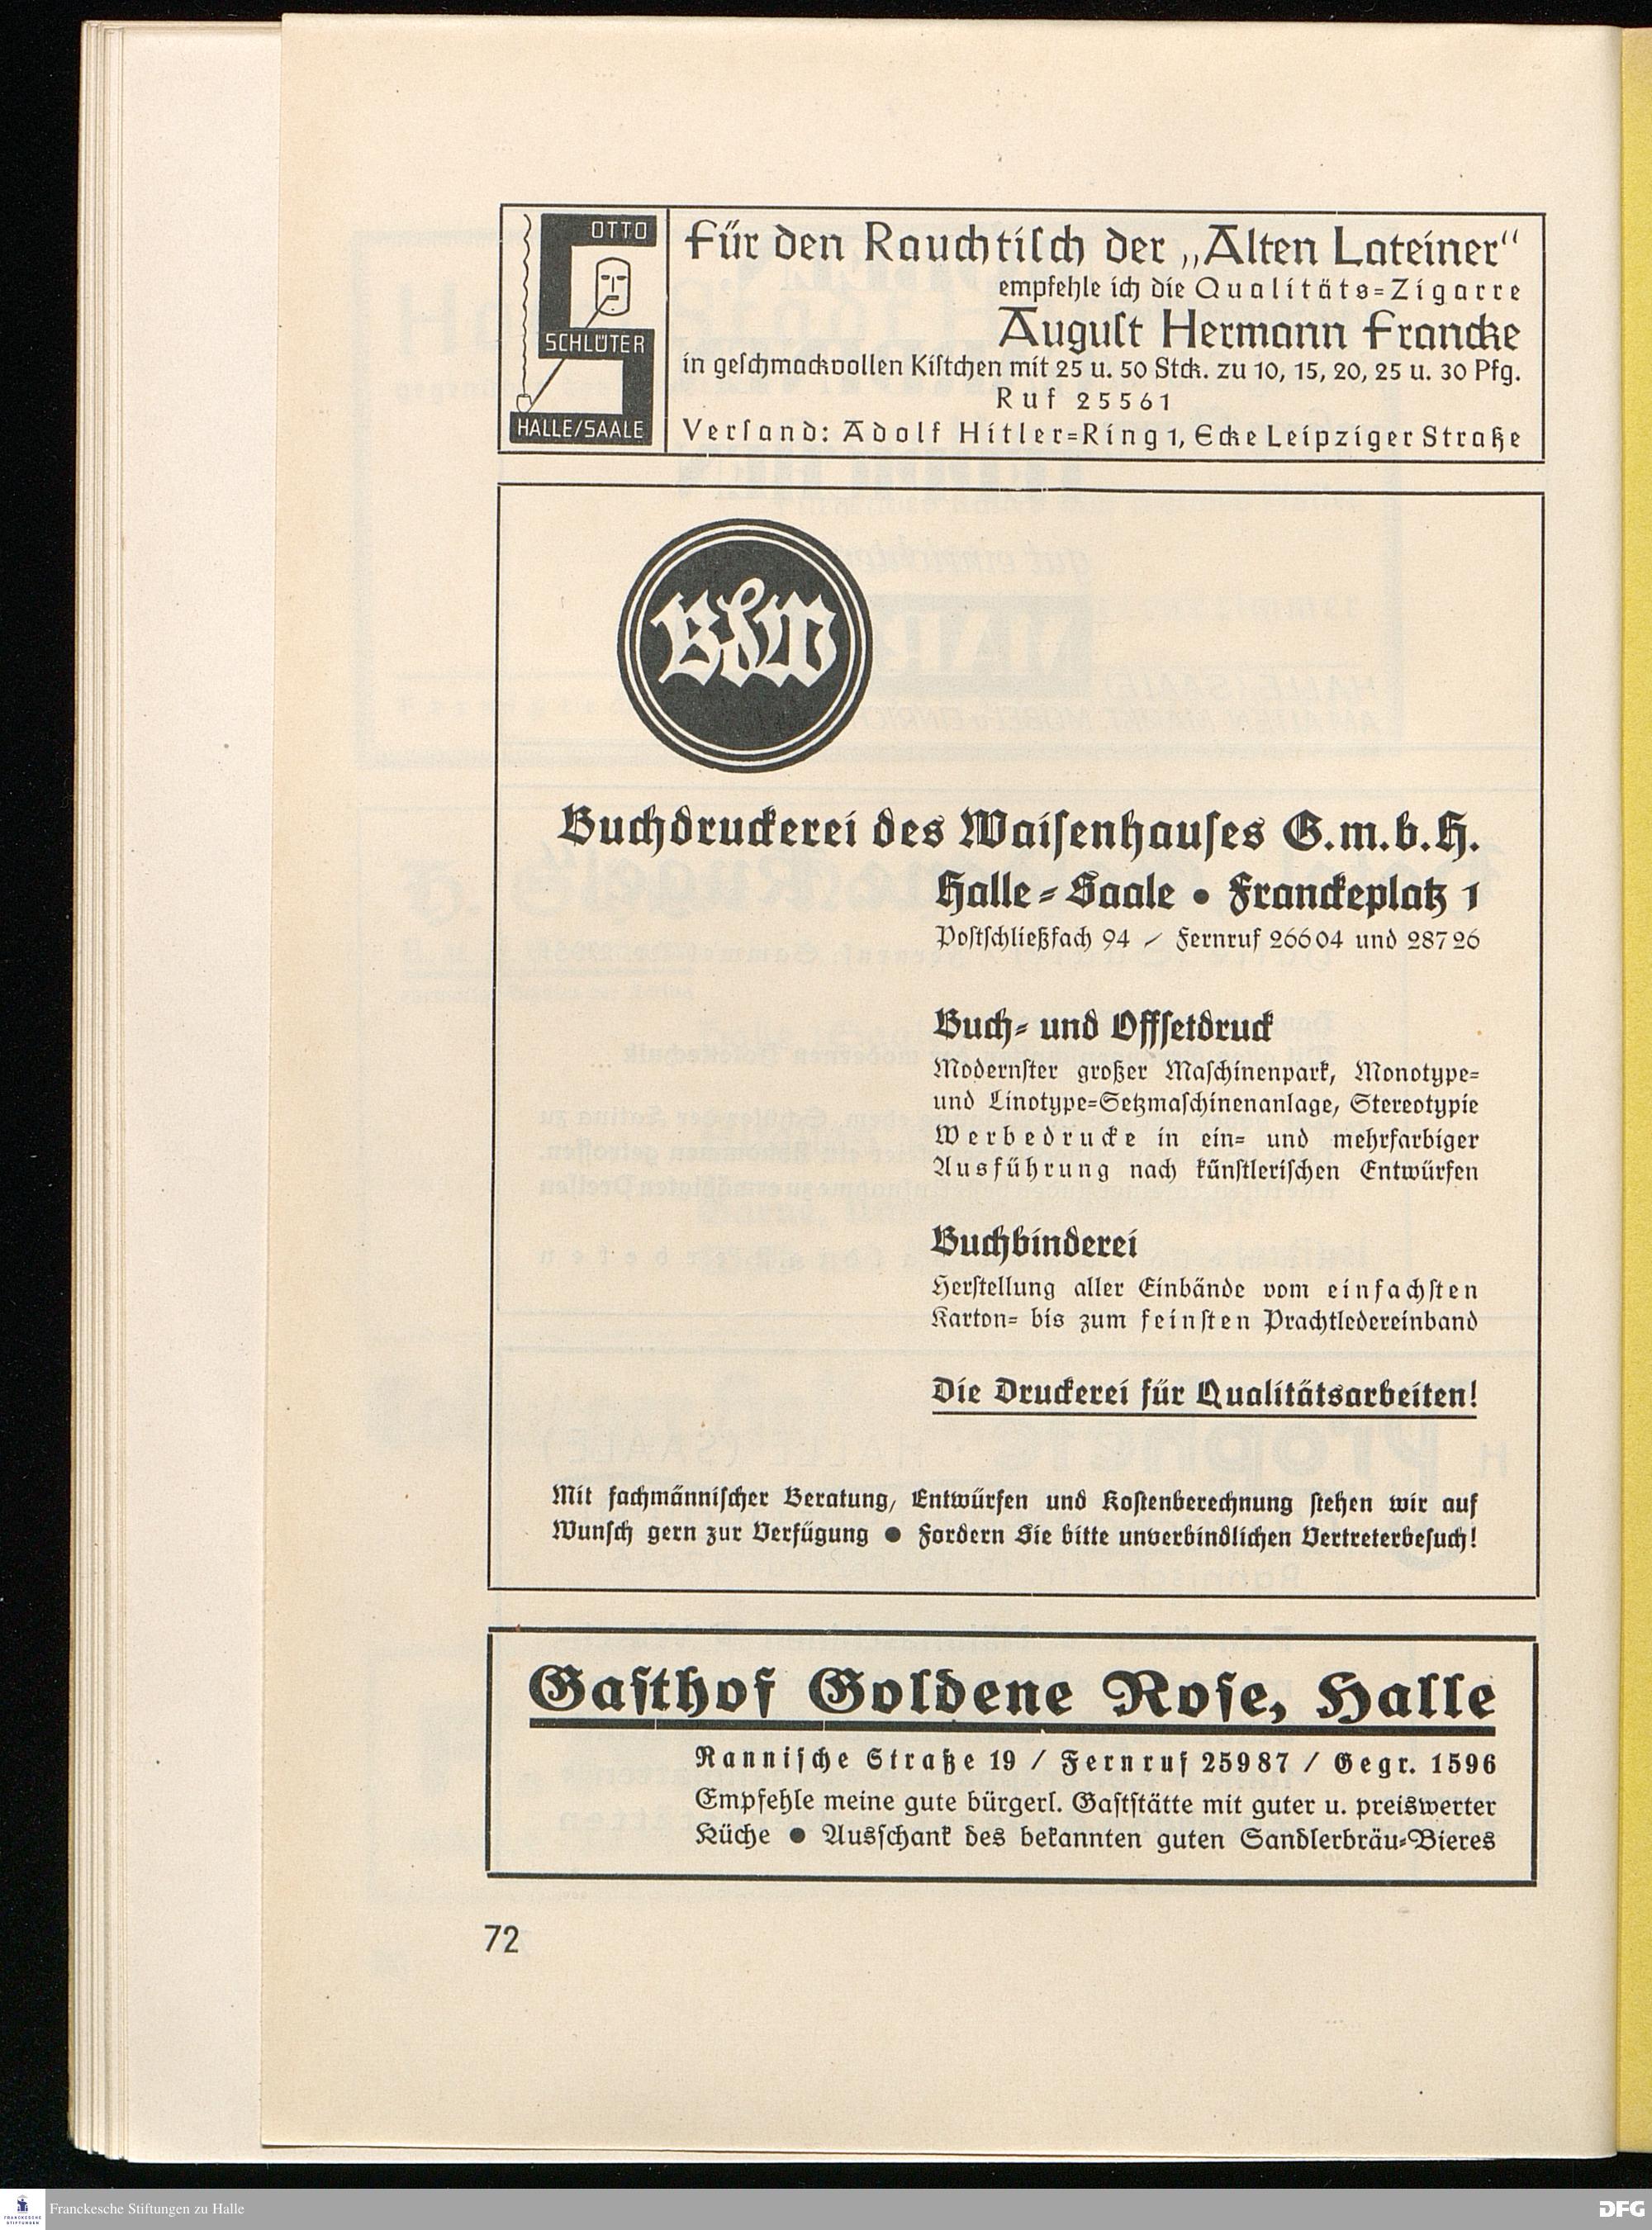 OTTO
SCHLÜTER
HALLE/SAALE
Für den Rauchtiſch der „Alten Lateiner“
empfehle ich die Qualitäts=Zigarre
Auguſt Hermann Francke
in geſchmackvollen Kiſtchen mit 25 u. 50 Stck. zu 10, 15, 20, 25 u. 30 Pfg.
Ruf 25561
Verſand: Adolf Hitler=Ring 1, Ecke Leipziger Straße
BdW
Buchdruckerei des Waiſenhauſes G.m.b.H.
Halle=Saale • Franckeplatz 1
Poſtſchließfach 94 / Fernruf 26604 und 28726
Buch= und Offſetdruck
Modernſter großer Maſchinenpark, Monotype=
und Linotype=Setzmaſchinenanlage, Stereotypie
Werbedrucke in ein= und mehrfarbiger
Ausführung nach künſtleriſchen Entwürfen
Buchbinderei
Herſtellung aller Einbände vom einfachſten
Karton= bis zum feinſten Prachtledereinband
Die Druckerei für Qualitätsarbeiten!
Mit fachmänniſcher Beratung, Entwürfen und Koſtenberechnung ſtehen wir auf
Wunſch gern zur Verfügung • Fordern Sie bitte unverbindlichen Vertreterbeſuch!
Gaſthof Goldene Roſe, Halle
Ranniſche Straße 19 / Fernruf 25987 / Gegr. 1596
Empfehle meine gute bürgerl. Gaſtſtätte mit guter u. preiswerter
Küche • Ausſchank des bekannten guten Sandlerbräu=Bieres
72
FRANCKESCHE
STIFTUNGEN
Franckesche Stiftungen zu Halle
DFG